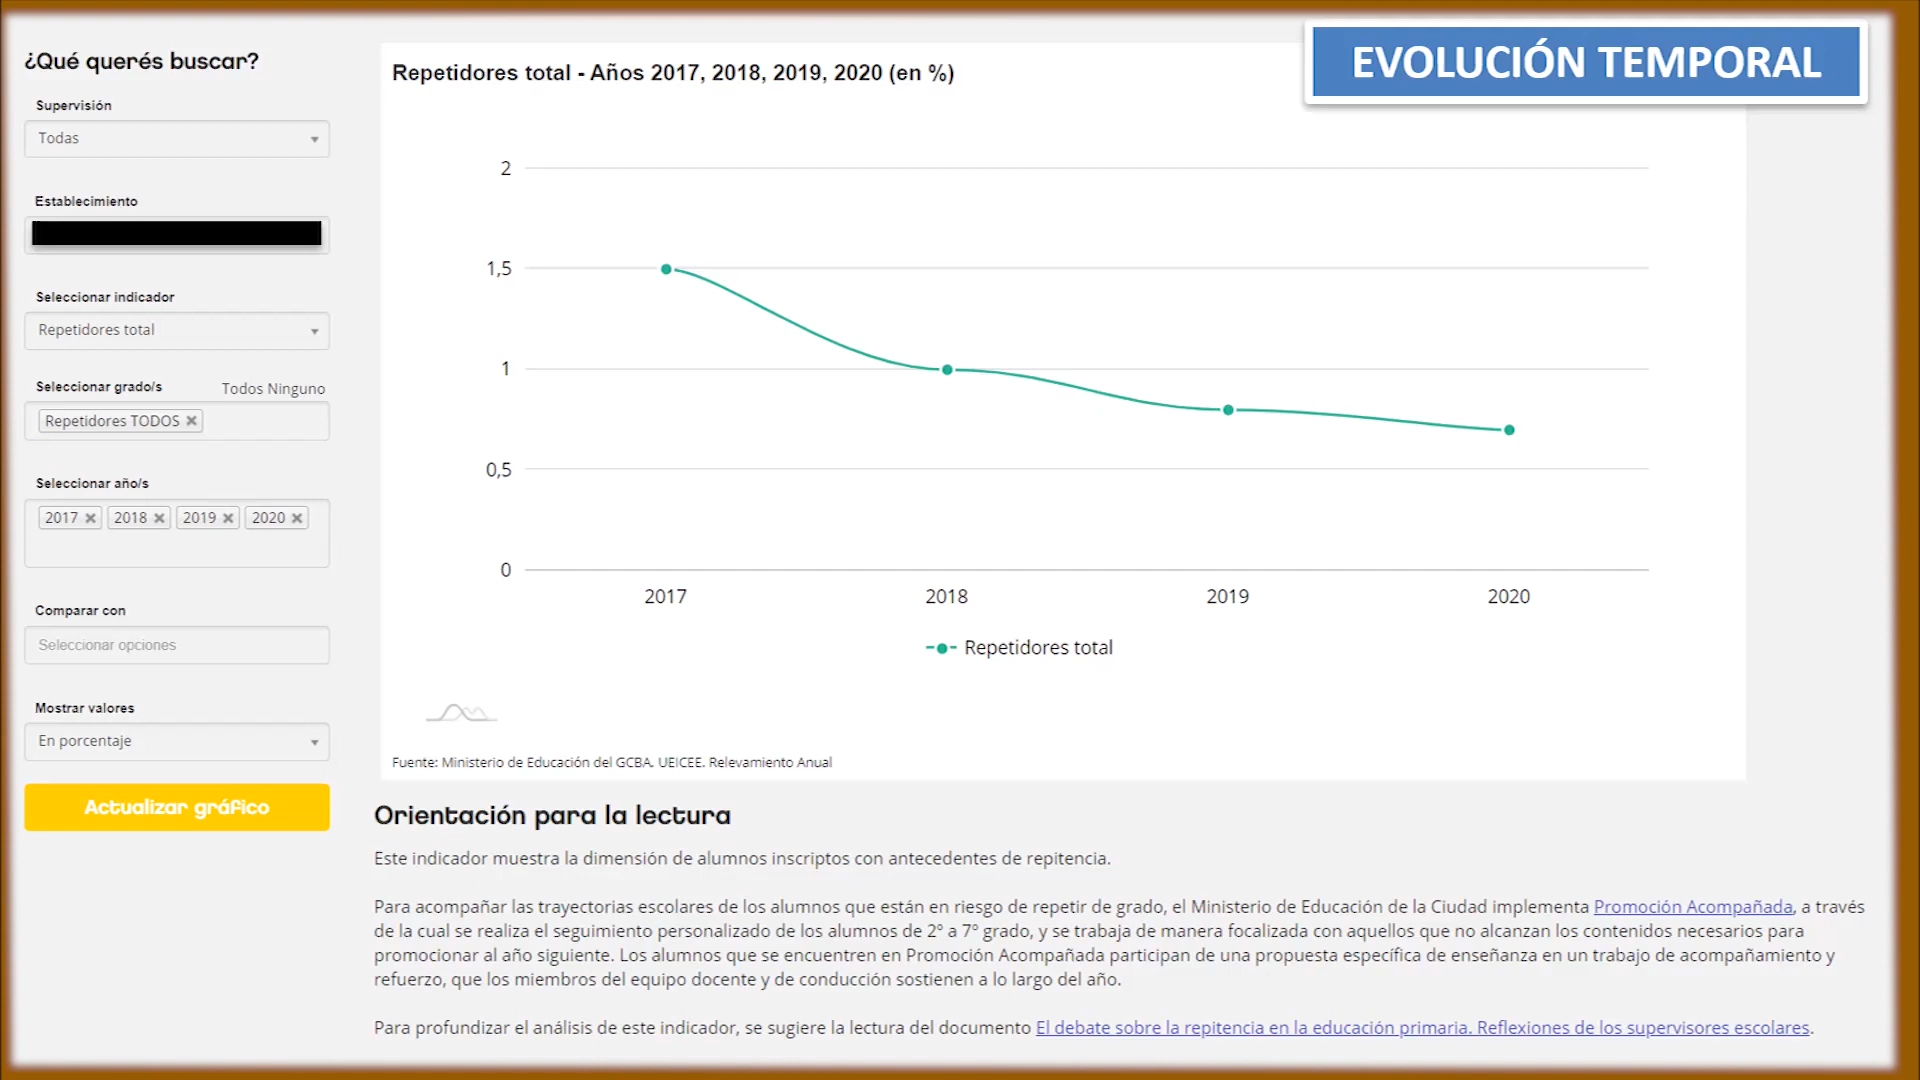 EVOLUCIÓN TEMPORAL
¿Qué querés buscar?
Supervisión
Todas
Establecimiento
Seleccionar indicador
Repetidores total
Seleccionar grado/s Todos Ninguno
Repetidores TODOS ×
Seleccionar año/s
2017 × 2018 × 2019 × 2020 ×
Comparar con
Seleccionar opciones
Mostrar valores
En porcentaje
Actualizar gráfico
Repetidores total - Años 2017, 2018, 2019, 2020 (en %)
2
1,5
1
0,5
0
2017 2018 2019 2020
Repetidores total
Fuente: Ministerio de Educación del GCBA. UEICEE. Relevamiento Anual
Orientación para la lectura
Este indicador muestra la dimensión de alumnos inscriptos con antecedentes de repitencia.
Para acompañar las trayectorias escolares de los alumnos que están en riesgo de repetir de grado, el Ministerio de Educación de la Ciudad implementa Promoción Acompañada, a través
de la cual se realiza el seguimiento personalizado de los alumnos de 2º a 7º grado, y se trabaja de manera focalizada con aquellos que no alcanzan los contenidos necesarios para
promocionar al año siguiente. Los alumnos que se encuentren en Promoción Acompañada participan de una propuesta específica de enseñanza en un trabajo de acompañamiento y
refuerzo, que los miembros del equipo docente y de conducción sostienen a lo largo del año.
Para profundizar el análisis de este indicador, se sugiere la lectura del documento El debate sobre la repitencia en la educación primaria. Reflexiones de los supervisores escolares.